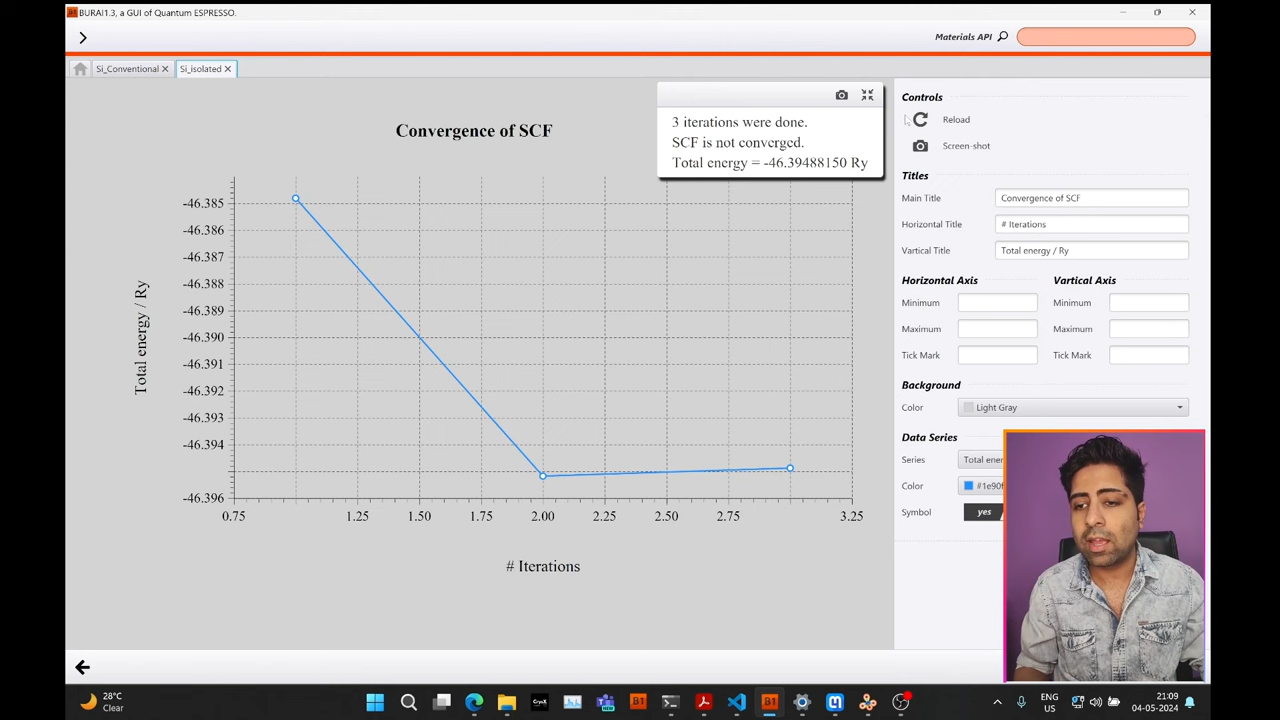 BURAI1.3, a GUI of Quantum ESPRESSO.
Materials API
Si_Conventional
Si_isolated
Convergence of SCF
3 iterations were done.
SCF is not converged.
Total energy = -46.39488150 Ry
-46.385
-46.386
-46.387
-46.388
-46.389
-46.390
-46.391
-46.392
-46.393
-46.394
-46.396
Total energy / Ry
0.75
1.25
1.50
1.75
2.00
2.25
2.50
2.75
3.25
# Iterations
Controls
Reload
Screen-shot
Titles
Main Title
Convergence of SCF
Horizontal Title
# Iterations
Vartical Title
Total energy / Ry
Horizontal Axis
Vartical Axis
Minimum
Minimum
Maximum
Maximum
Tick Mark
Tick Mark
Background
Color
Light Gray
Data Series
Series
Total ener
Color
#1e90f
Symbol
yes
28°C
Clear
ENG
US
21:09
04-05-2024